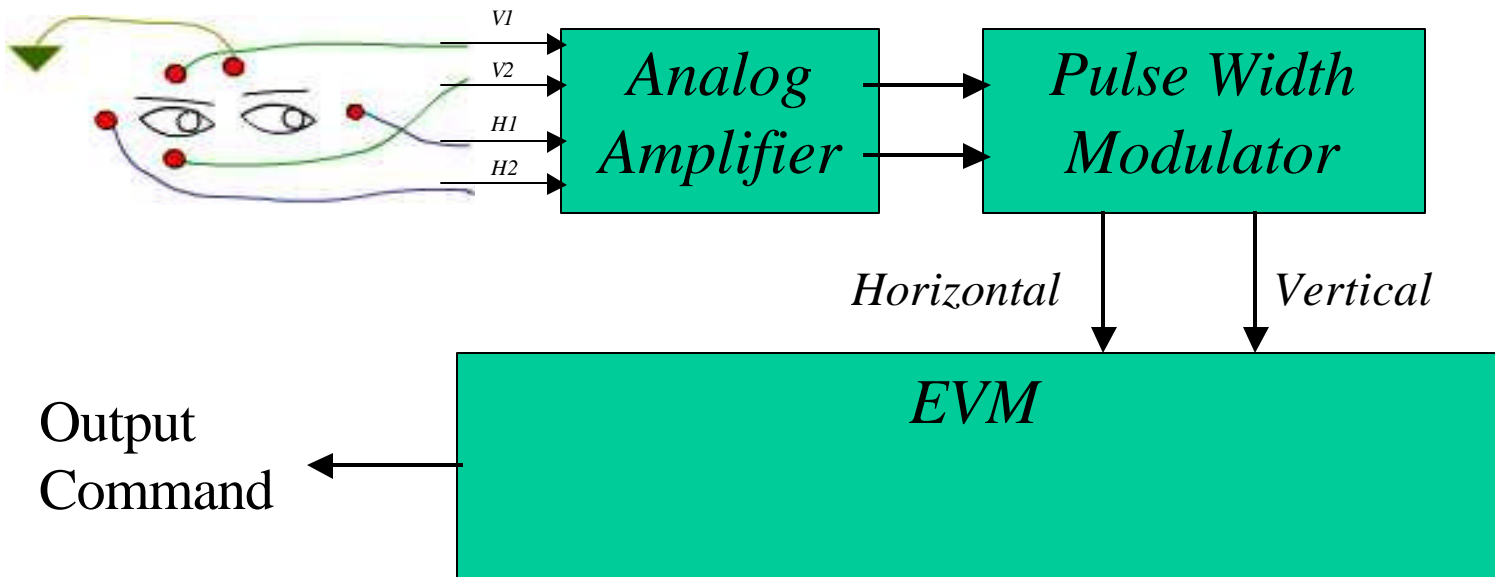 V1
V2
H1
H2
Analog
Amplifier
Pulse Width
Modulator
Horizontal
Vertical
EVM
Output
Command